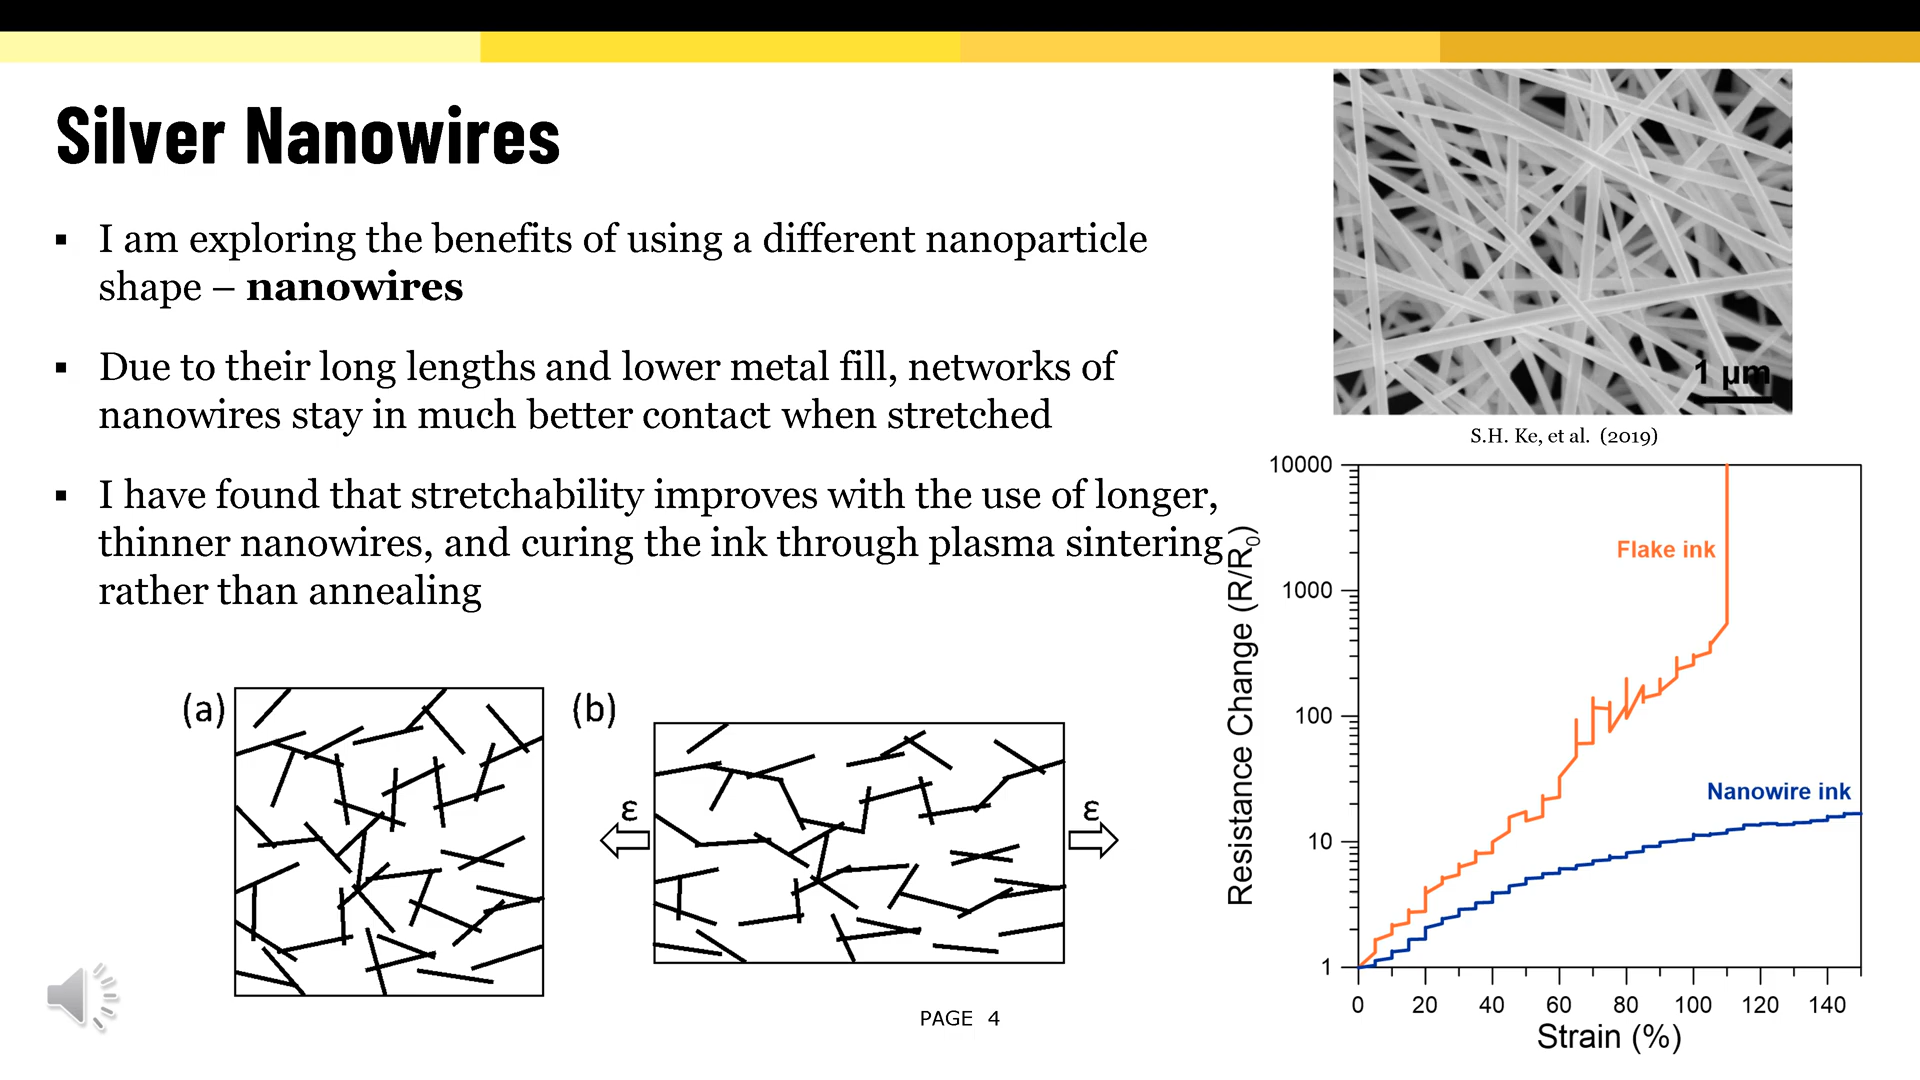 Silver Nanowires
▪ I am exploring the benefits of using a different nanoparticle
shape – nanowires
▪ Due to their long lengths and lower metal fill, networks of
nanowires stay in much better contact when stretched
▪ I have found that stretchability improves with the use of longer,
thinner nanowires, and curing the ink through plasma sintering
rather than annealing
1 μm
S.H. Ke, et al. (2019)
(a)
(b)
ε
ε
Resistance Change (R/R₀)
10000
1000
100
10
1
Flake ink
Nanowire ink
0 20 40 60 80 100 120 140
Strain (%)
PAGE 4